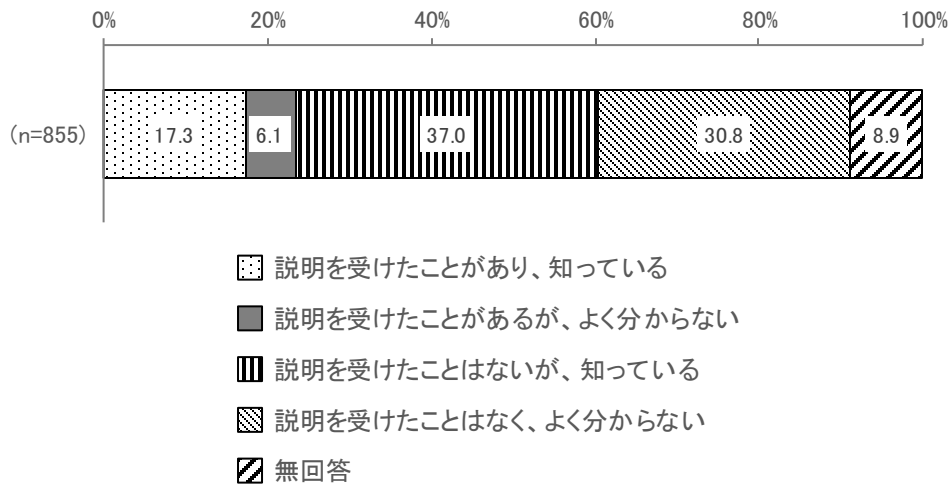 0% 20% 40% 60% 80% 100%
(n=855) 17.3 6.1 37.0 30.8 8.9
説明を受けたことがあり、知っている
説明を受けたことがあるが、よく分からない
説明を受けたことはないが、知っている
説明を受けたことはなく、よく分からない
無回答